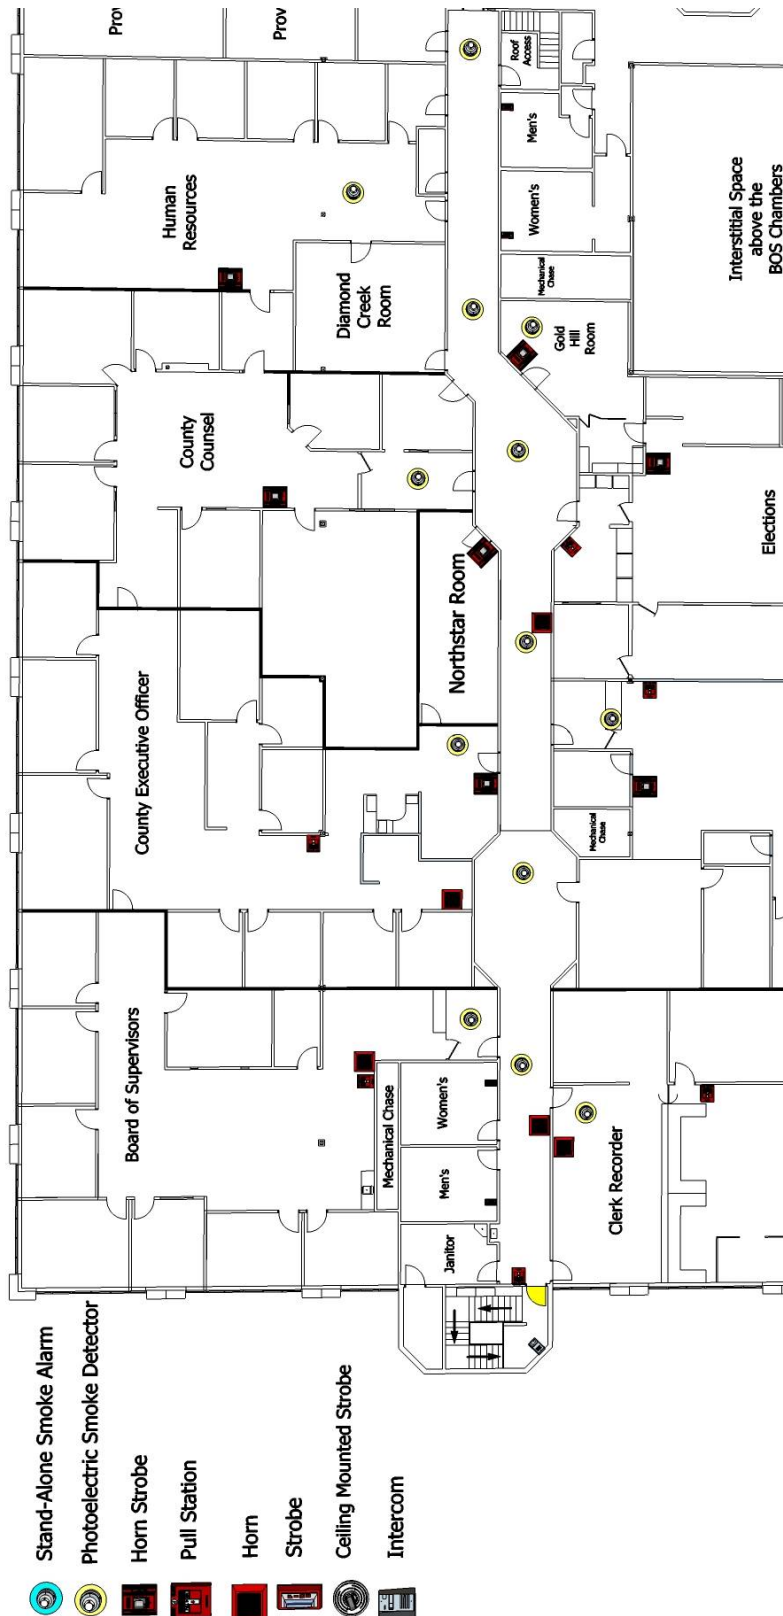 Prov
Prov
Roof
Access
Men's
Women's
Mechanical
Chase
Interstitial Space
above the
BOS Chambers
Human
Resources
Diamond
Creek
Room
Gold
Hill
Room
County
Counsel
Elections
Northstar Room
County Executive Officer
Mechanical
Chase
Board of Supervisors
Mechanical Chase
Women's
Men's
Janitor
Clerk Recorder
Stand-Alone Smoke Alarm
Photoelectric Smoke Detector
Horn Strobe
Pull Station
Horn
Strobe
Ceiling Mounted Strobe
Intercom